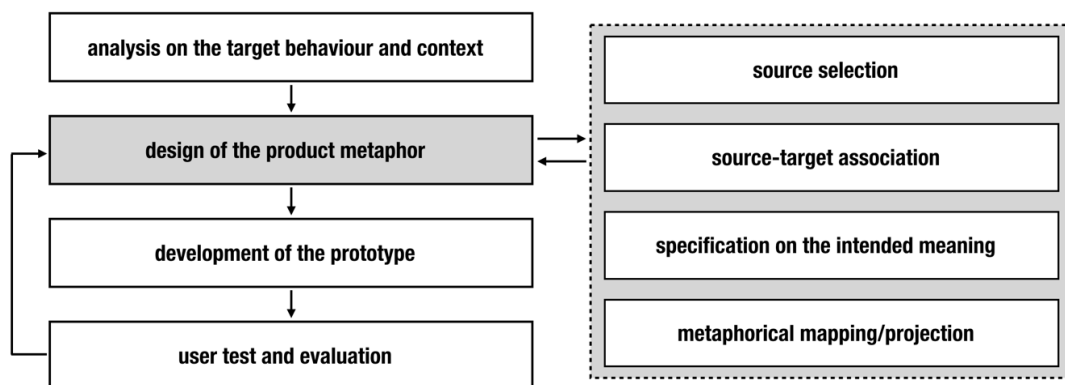 analysis on the target behaviour and context
design of the product metaphor
development of the prototype
user test and evaluation
source selection
source-target association
specification on the intended meaning
metaphorical mapping/projection